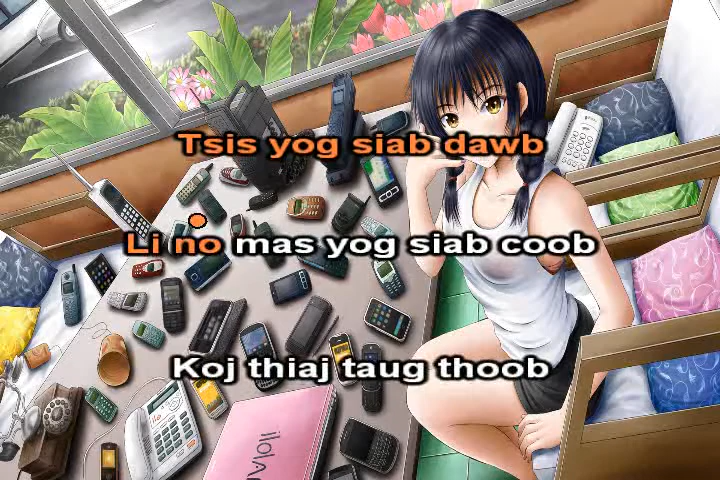 Tsis yog siab dawb
Li no mas yog siab coob
Koj thiaj taug thoob